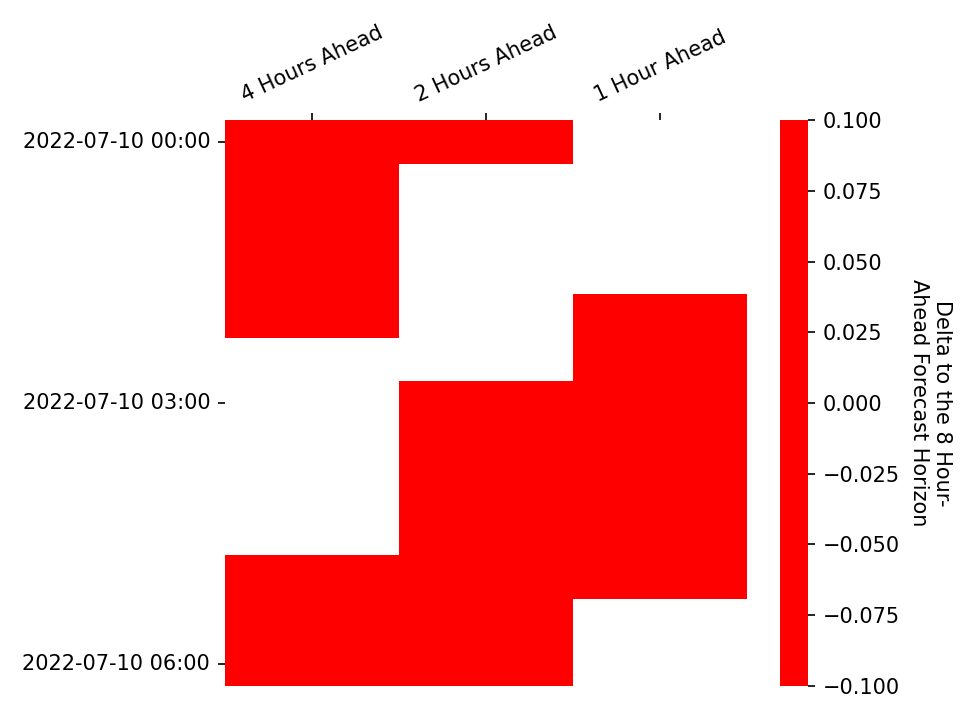 4 Hours Ahead
2 Hours Ahead
1 Hour Ahead
2022-07-10 00:00
2022-07-10 03:00
2022-07-10 06:00
0.100
0.075
0.050
0.025
0.000
−0.025
−0.050
−0.075
−0.100
Delta to the 8 Hour-
Ahead Forecast Horizon